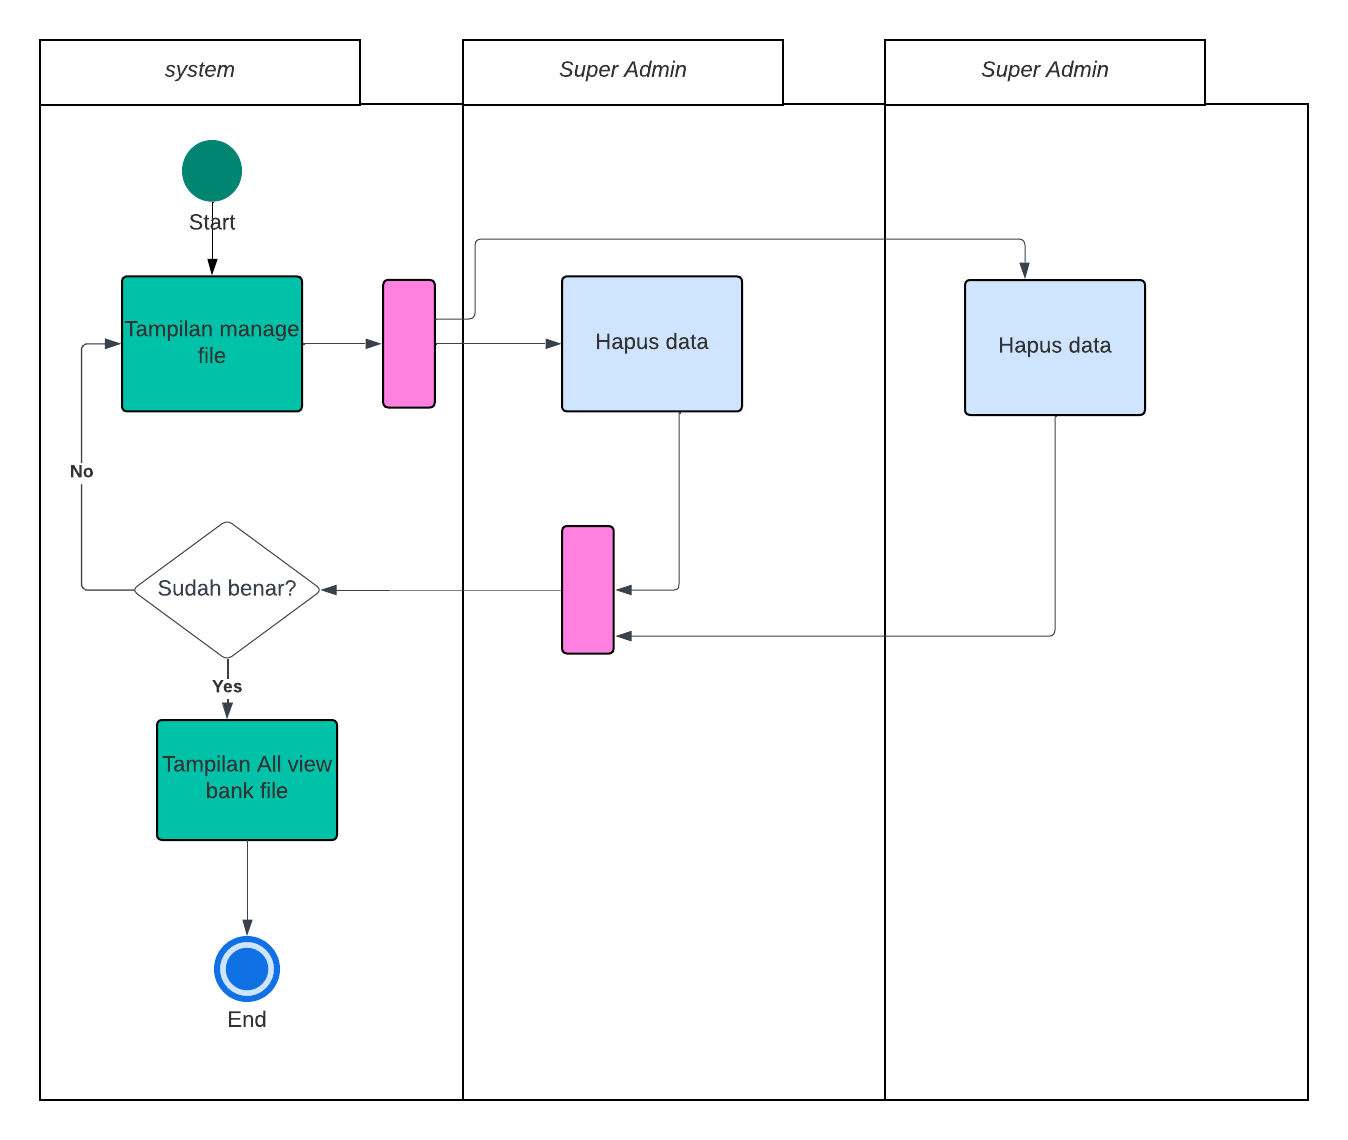 system
Super Admin
Super Admin
Start
Tampilan manage
file
Hapus data
Hapus data
No
Sudah benar?
Yes
Tampilan All view
bank file
End